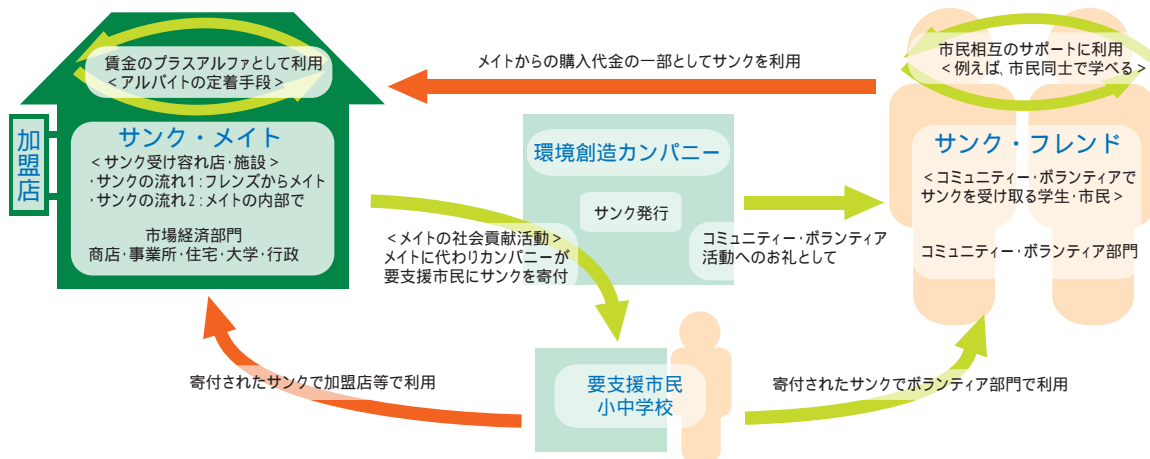 賃金のプラスアルファとして利用
<アルバイトの定着手段>
加盟店
サンク・メイト
<サンク受け容れ店・施設>
・サンクの流れ1：フレンズからメイト
・サンクの流れ2：メイトの内部で
市場経済部門
商店・事業所・住宅・大学・行政
メイトからの購入代金の一部としてサンクを利用
環境創造カンパニー
サンク発行
<メイトの社会貢献活動>
メイトに代わりカンパニーが
要支援市民にサンクを寄付
コミュニティー・ボランティア
活動へのお礼として
市民相互のサポートに利用
<例えば、市民同士で学べる>
サンク・フレンド
<コミュニティー・ボランティアで
サンクを受け取る学生・市民>
コミュニティー・ボランティア部門
寄付されたサンクで加盟店等で利用
要支援市民
小中学校
寄付されたサンクでボランティア部門で利用